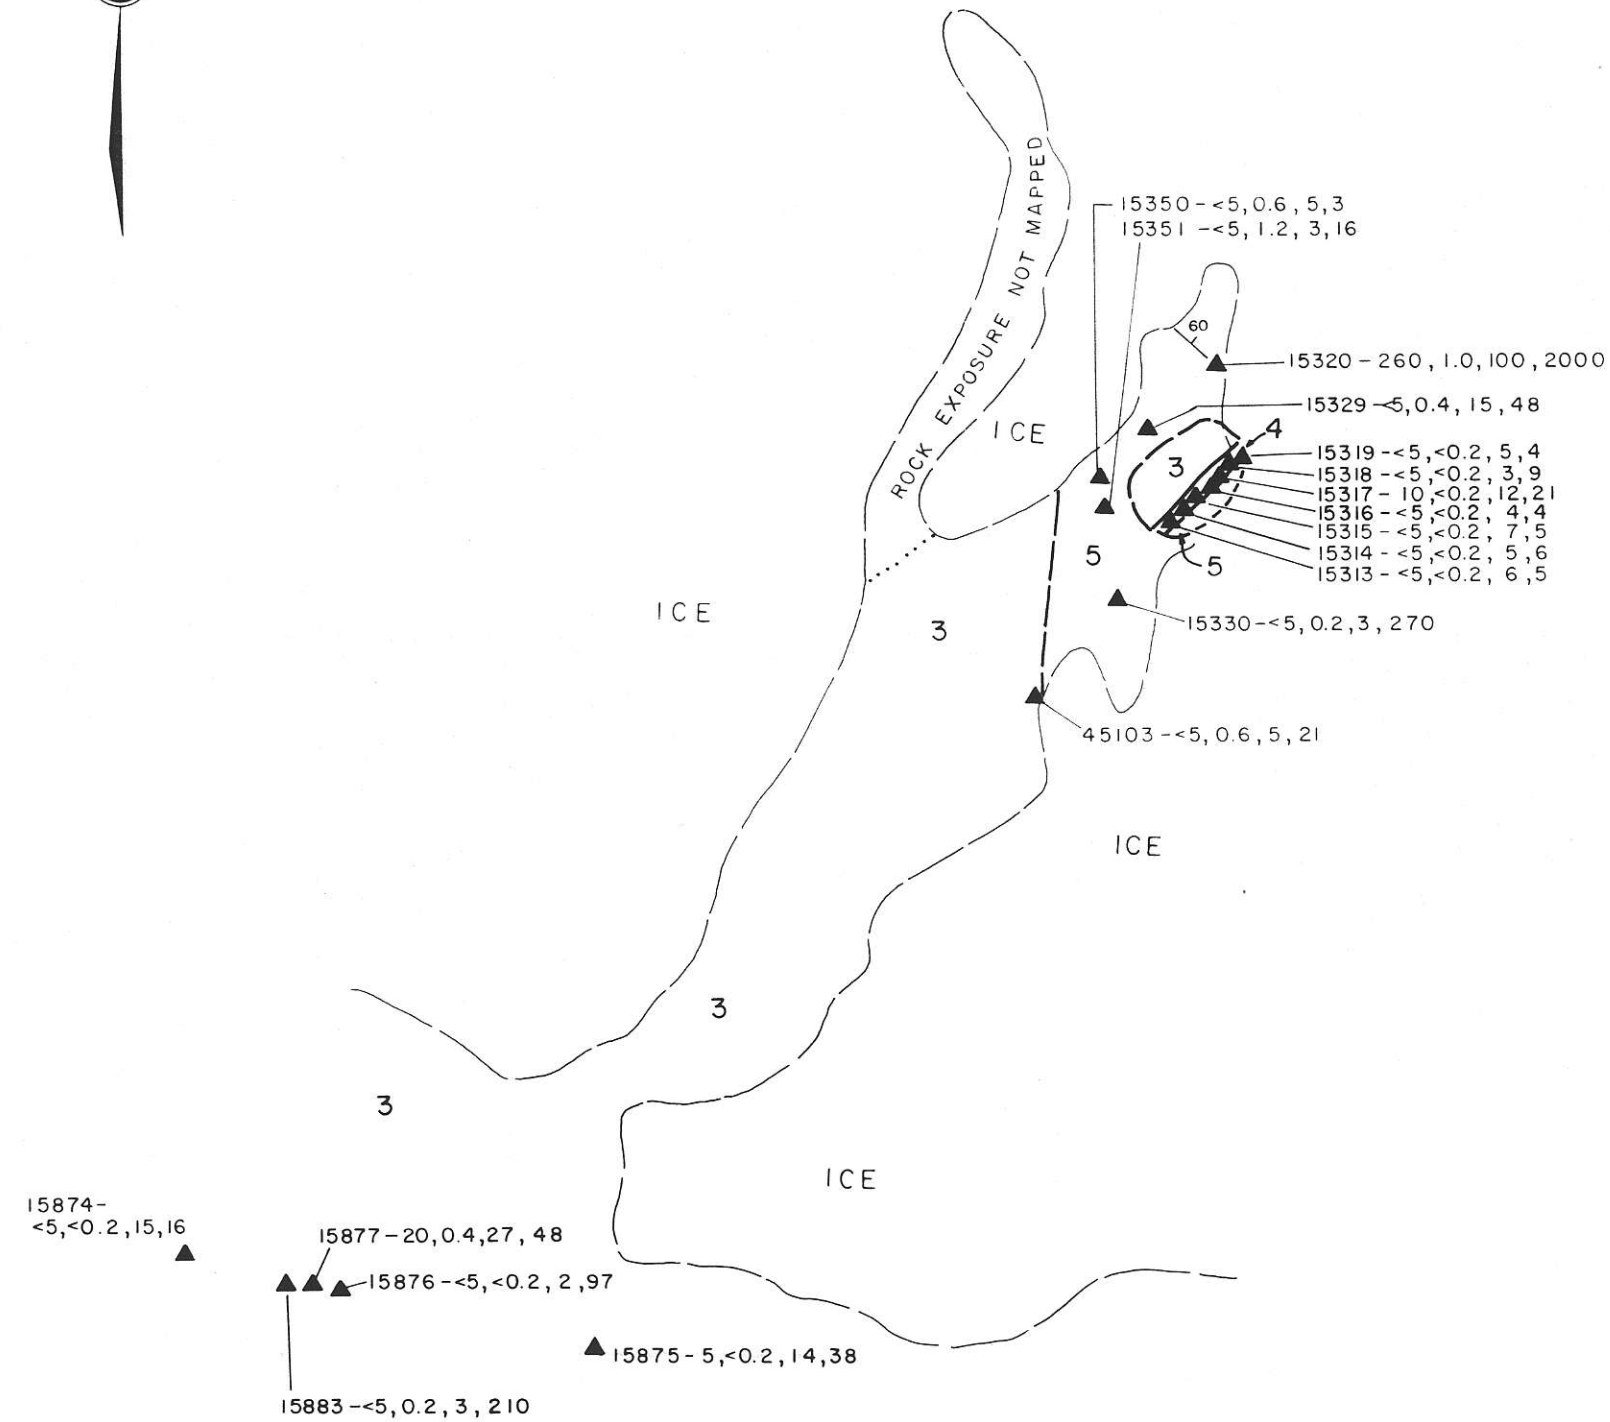 ROCK EXPOSURE NOT MAPPED
15350-<5, 0.6, 5, 3
15351-<5, 1.2, 3, 16
60
15320-260, 1.0, 100, 2000
15329-<5, 0.4, 15, 48
ICE
4
3
15319-<5, <0.2, 5, 4
15318-<5, <0.2, 3, 9
15317-10, <0.2, 12, 21
15316-<5, <0.2, 4, 4
15315-<5, <0.2, 7, 5
15314-<5, <0.2, 5, 6
15313-<5, <0.2, 6, 5
5
5
ICE
3
15330-<5, 0.2, 3, 270
45103-<5, 0.6, 5, 21
ICE
3
3
ICE
15874-
<5, <0.2, 15, 16
15877-20, 0.4, 27, 48
15876-<5, <0.2, 2, 97
15875-5, <0.2, 14, 38
15883-<5, 0.2, 3, 210